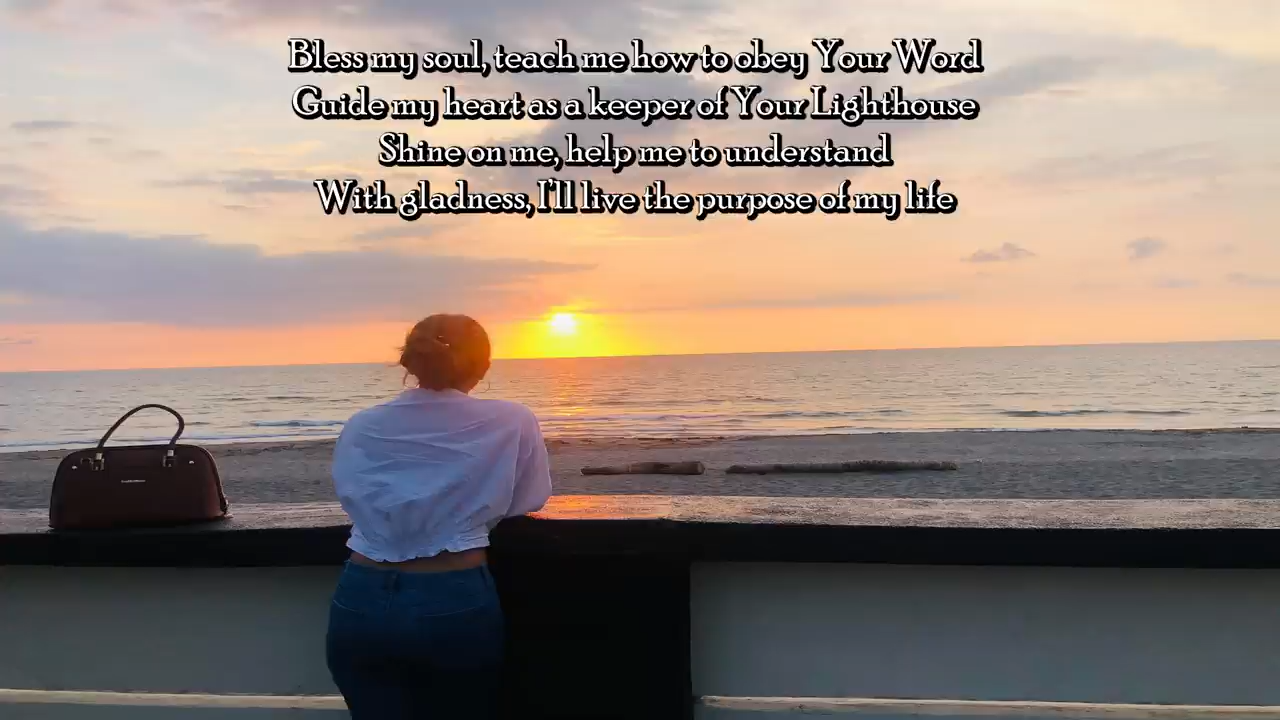 Bless my soul, teach me how to obey Your Word
Guide my heart as a keeper of Your Lighthouse
Shine on me, help me to understand
With gladness, I'll live the purpose of my life